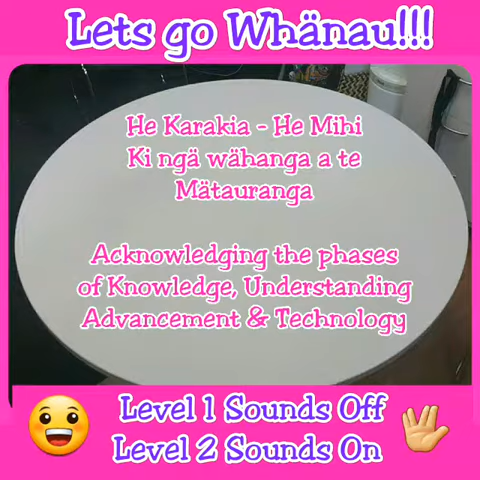 Lets go Whänau!!!
He Karakia - He Mihi
Ki ngä wähanga a te
Mätauranga
Acknowledging the phases
of Knowledge, Understanding
Advancement & Technology
Level 1 Sounds Off
Level 2 Sounds On